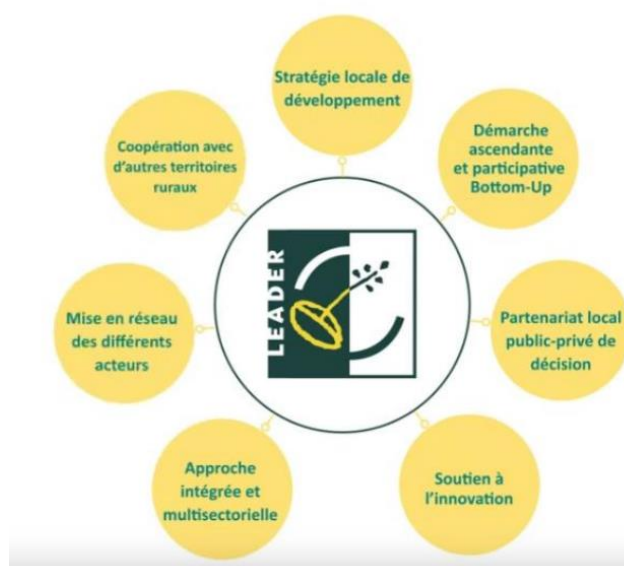 Stratégie locale de
développement
Démarche
ascendante
et participative
Bottom-Up
Partenariat local
public-privé de
décision
Soutien à
l'innovation
Approche
intégrée et
multisectorielle
Mise en réseau
des différents
acteurs
Coopération avec
d'autres territoires
ruraux
LEADER